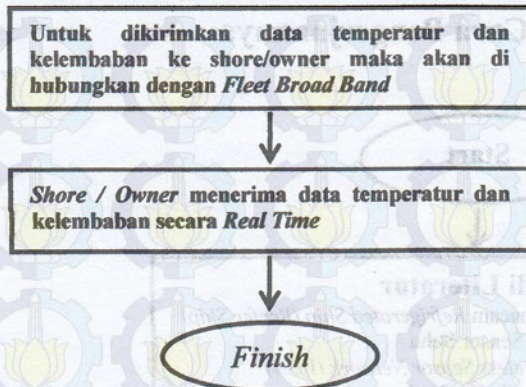 Untuk dikirimkan data temperatur dan
kelembaban ke shore/owner maka akan di
hubungkan dengan Fleet Broad Band
Start
Shore / Owner menerima data temperatur dan
kelembaban secara Real Time
Finish